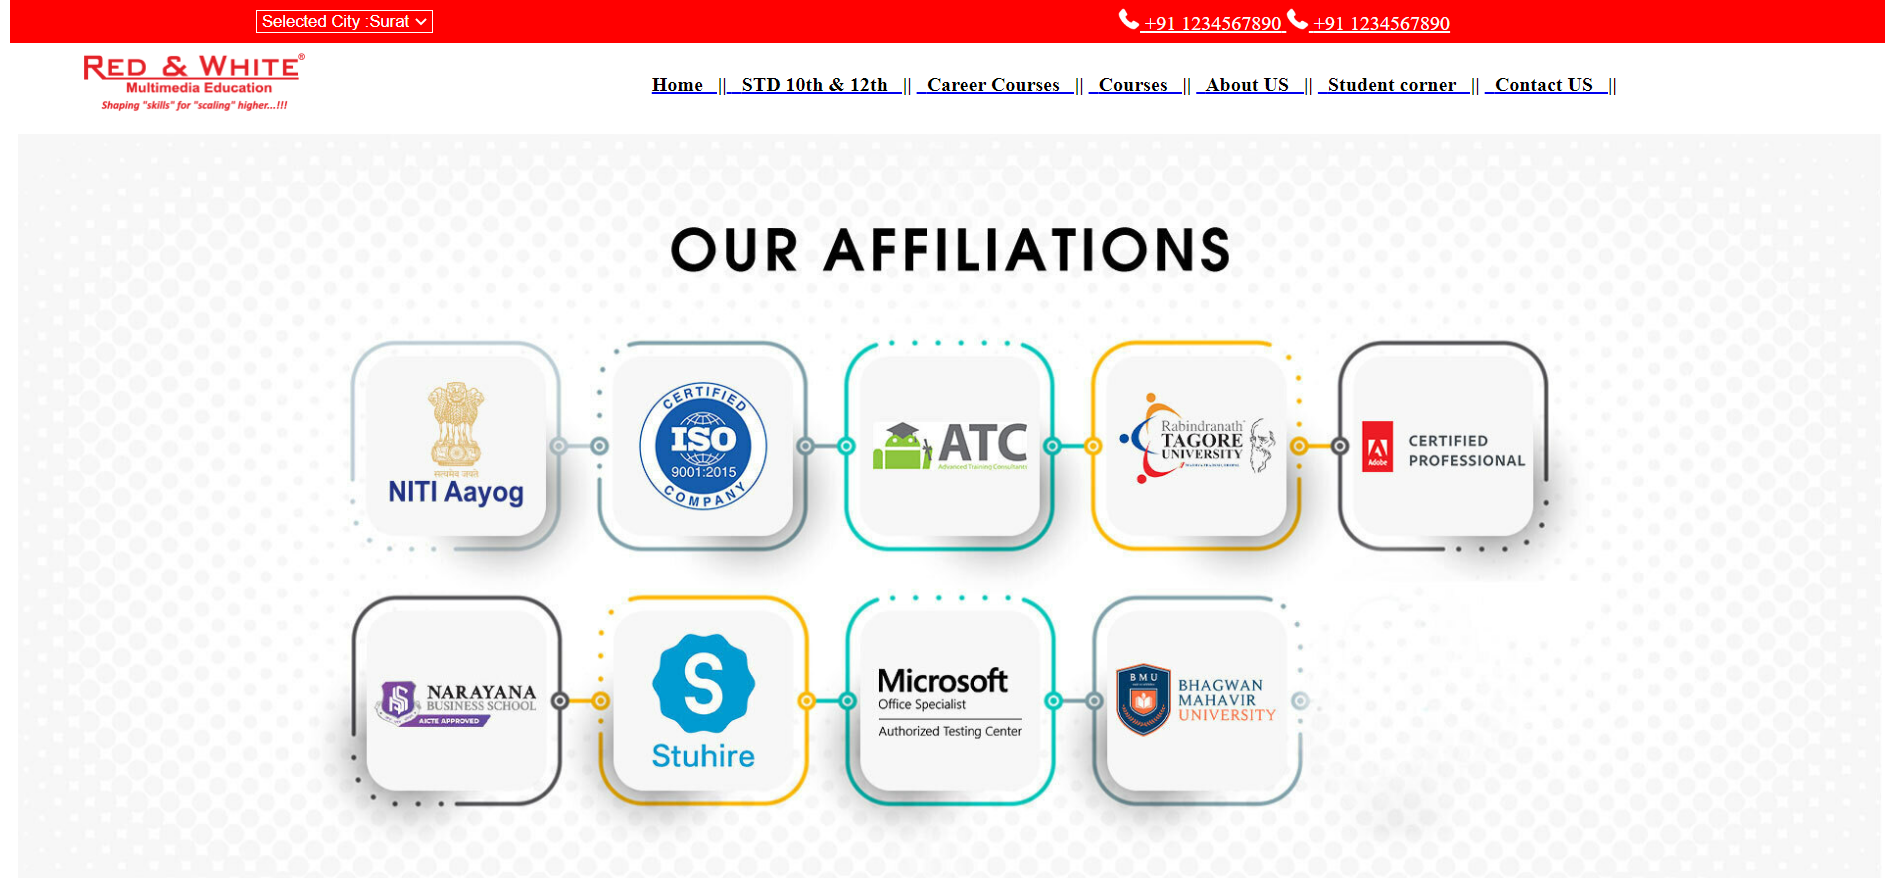 Selected City :Surat
+91 1234567890 +91 1234567890
RED & WHITE®
Multimedia Education
Shaping "skills" for "scaling" higher...!!!
Home || STD 10th & 12th || Career Courses || Courses || About US || Student corner || Contact US ||
OUR AFFILIATIONS
सत्यमेव जयते
NITI Aayog
CERTIFIED
ISO
9001:2015
COMPANY
ATC
Advanced Training Consultants
Rabindranath
TAGORE
UNIVERSITY
Adobe
CERTIFIED
PROFESSIONAL
NARAYANA
BUSINESS SCHOOL
AICTE APPROVED
S
Stuhire
Microsoft
Office Specialist
Authorized Testing Center
BMU
BHAGWAN
MAHAVIR
UNIVERSITY